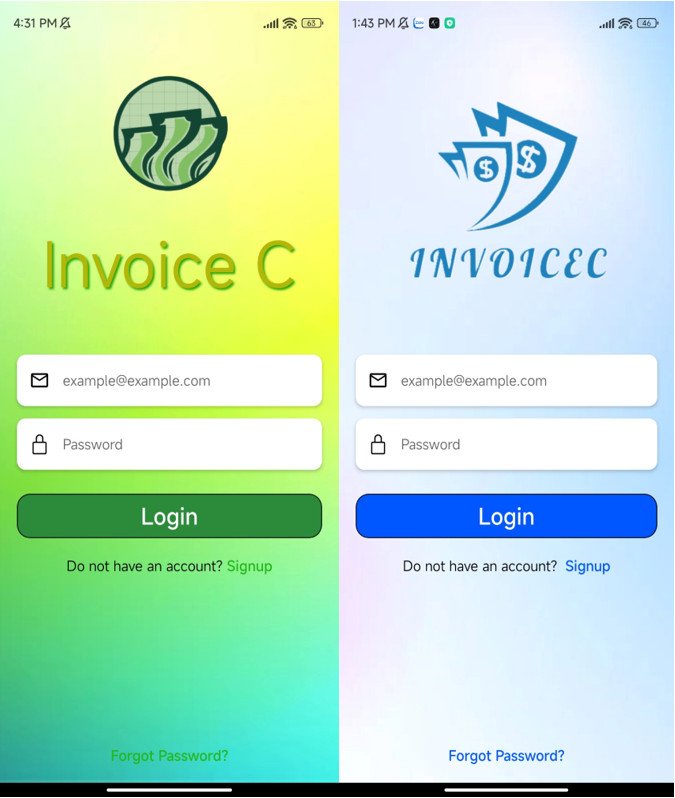 4:31 PM
63
Invoice C
example@example.com
Password
Login
Do not have an account? Signup
Forgot Password?
1:43 PM
46
$ $
INVOICEC
example@example.com
Password
Login
Do not have an account? Signup
Forgot Password?